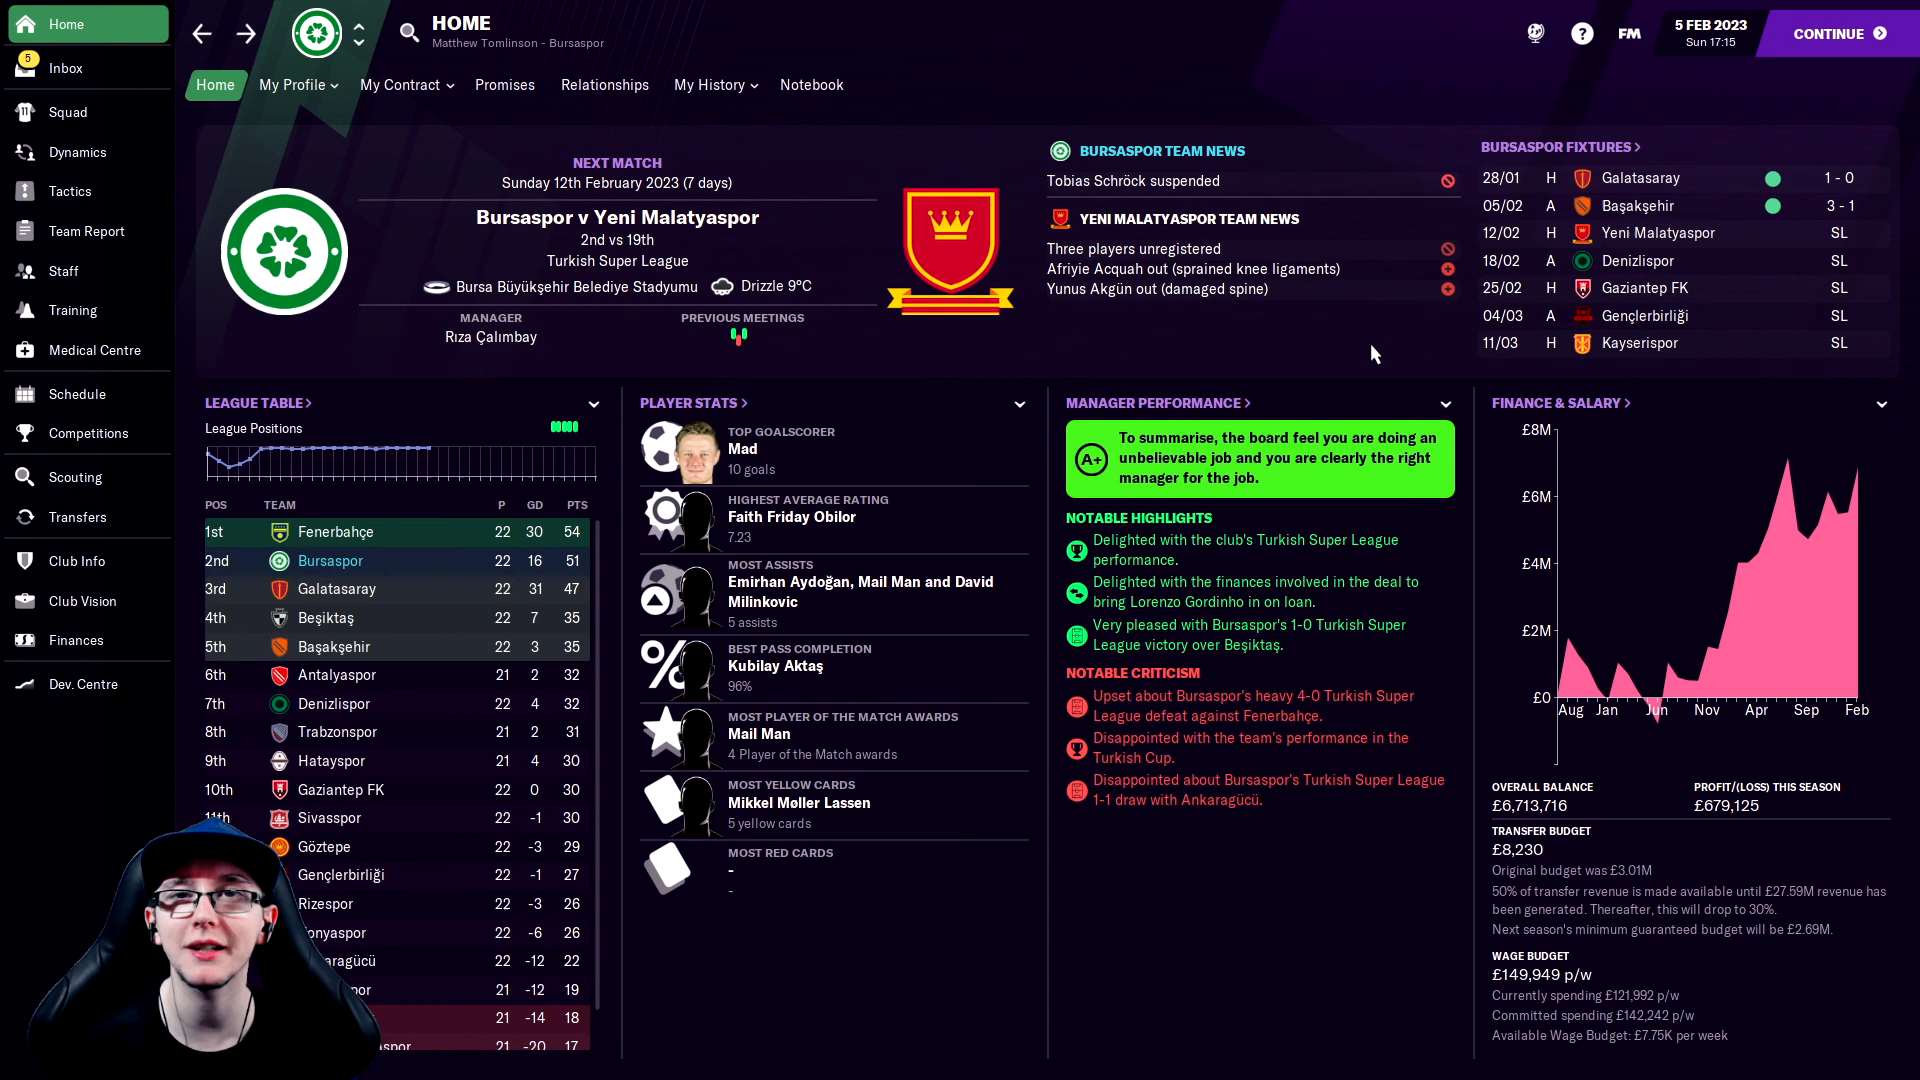 Home
5
Inbox
Squad
Dynamics
Tactics
Team Report
Staff
Training
Medical Centre
Schedule
Competitions
Scouting
Transfers
Club Info
Club Vision
Finances
Dev. Centre
HOME
Matthew Tomlinson - Bursaspor
?
FM
5 FEB 2023
Sun 17:15
CONTINUE
Home
My Profile
My Contract
Promises
Relationships
My History
Notebook
NEXT MATCH
Sunday 12th February 2023 (7 days)
Bursaspor v Yeni Malatyaspor
2nd vs 19th
Turkish Super League
Bursa Büyükşehir Belediye Stadyumu
Drizzle 9°C
MANAGER
Rıza Çalımbay
PREVIOUS MEETINGS
BURSASPOR TEAM NEWS
Tobias Schröck suspended
YENI MALATYASPOR TEAM NEWS
Three players unregistered
Afriyie Acquah out (sprained knee ligaments)
Yunus Akgün out (damaged spine)
BURSASPOR FIXTURES >
28/01 H Galatasaray 1 - 0
05/02 A Başakşehir 3 - 1
12/02 H Yeni Malatyaspor SL
18/02 A Denizlispor SL
25/02 H Gaziantep FK SL
04/03 A Gençlerbirliği SL
11/03 H Kayserispor SL
LEAGUE TABLE >
League Positions
POS TEAM P GD PTS
1st Fenerbahçe 22 30 54
2nd Bursaspor 22 16 51
3rd Galatasaray 22 31 47
4th Beşiktaş 22 7 35
5th Başakşehir 22 3 35
6th Antalyaspor 21 2 32
7th Denizlispor 22 4 32
8th Trabzonspor 21 2 31
9th Hatayspor 21 4 30
10th Gaziantep FK 22 0 30
11th Sivasspor 22 -1 30
Göztepe 22 -3 29
Gençlerbirliği 22 -1 27
Rizespor 22 -3 26
onyaspor 22 -6 26
aragücü 22 -12 22
por 21 -12 19
21 -14 18
aspor 21 -20 17
PLAYER STATS >
TOP GOALSCORER
Mad
10 goals
HIGHEST AVERAGE RATING
Faith Friday Obilor
7.23
MOST ASSISTS
Emirhan Aydoğan, Mail Man and David
Milinkovic
5 assists
BEST PASS COMPLETION
Kubilay Aktaş
96%
MOST PLAYER OF THE MATCH AWARDS
Mail Man
4 Player of the Match awards
MOST YELLOW CARDS
Mikkel Møller Lassen
5 yellow cards
MOST RED CARDS
-
-
MANAGER PERFORMANCE >
A+
To summarise, the board feel you are doing an
unbelievable job and you are clearly the right
manager for the job.
NOTABLE HIGHLIGHTS
Delighted with the club's Turkish Super League
performance.
Delighted with the finances involved in the deal to
bring Lorenzo Gordinho in on loan.
Very pleased with Bursaspor's 1-0 Turkish Super
League victory over Beşiktaş.
NOTABLE CRITICISM
Upset about Bursaspor's heavy 4-0 Turkish Super
League defeat against Fenerbahçe.
Disappointed with the team's performance in the
Turkish Cup.
Disappointed about Bursaspor's Turkish Super League
1-1 draw with Ankaragücü.
FINANCE & SALARY >
£8M
£6M
£4M
£2M
£0
Aug Jan Jun Nov Apr Sep Feb
OVERALL BALANCE
£6,713,716
PROFIT/(LOSS) THIS SEASON
£679,125
TRANSFER BUDGET
£8,230
Original budget was £3.01M
50% of transfer revenue is made available until £27.59M revenue has
been generated. Thereafter, this will drop to 30%.
Next season's minimum guaranteed budget will be £2.69M.
WAGE BUDGET
£149,949 p/w
Currently spending £121,992 p/w
Committed spending £142,242 p/w
Available Wage Budget: £7.75K per week